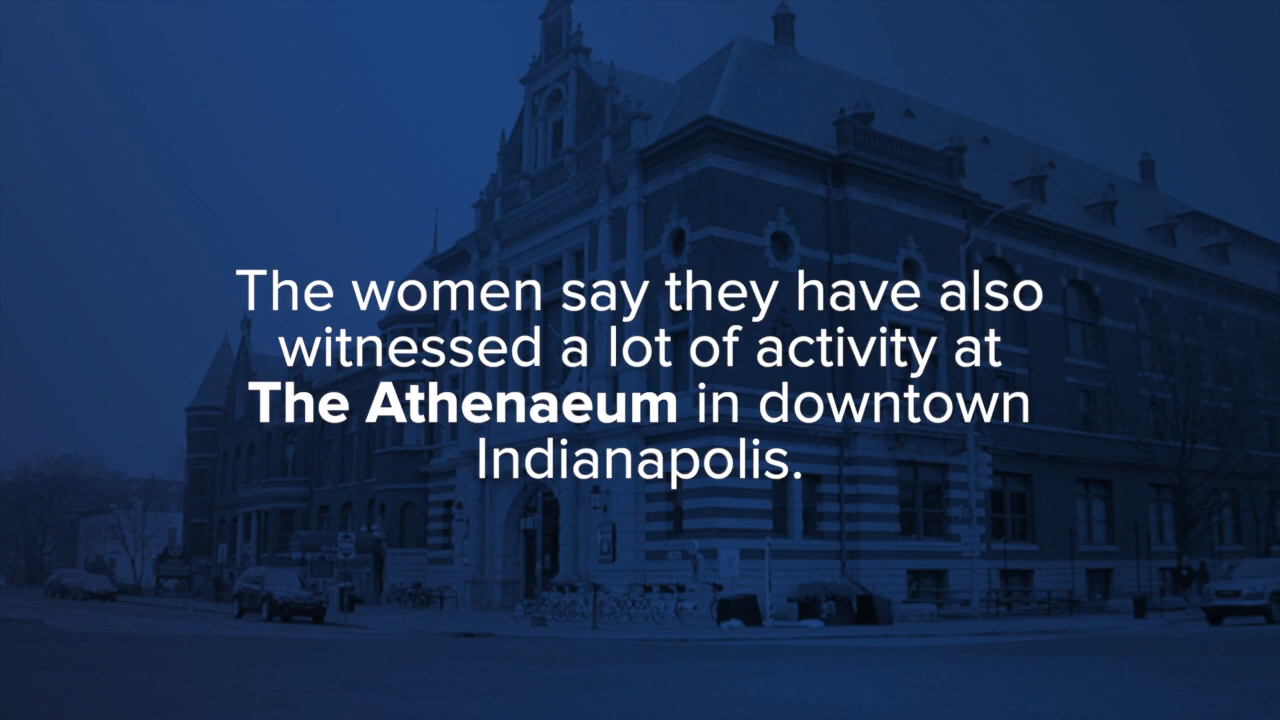 The women say they have also
witnessed a lot of activity at
The Athenaeum in downtown
Indianapolis.